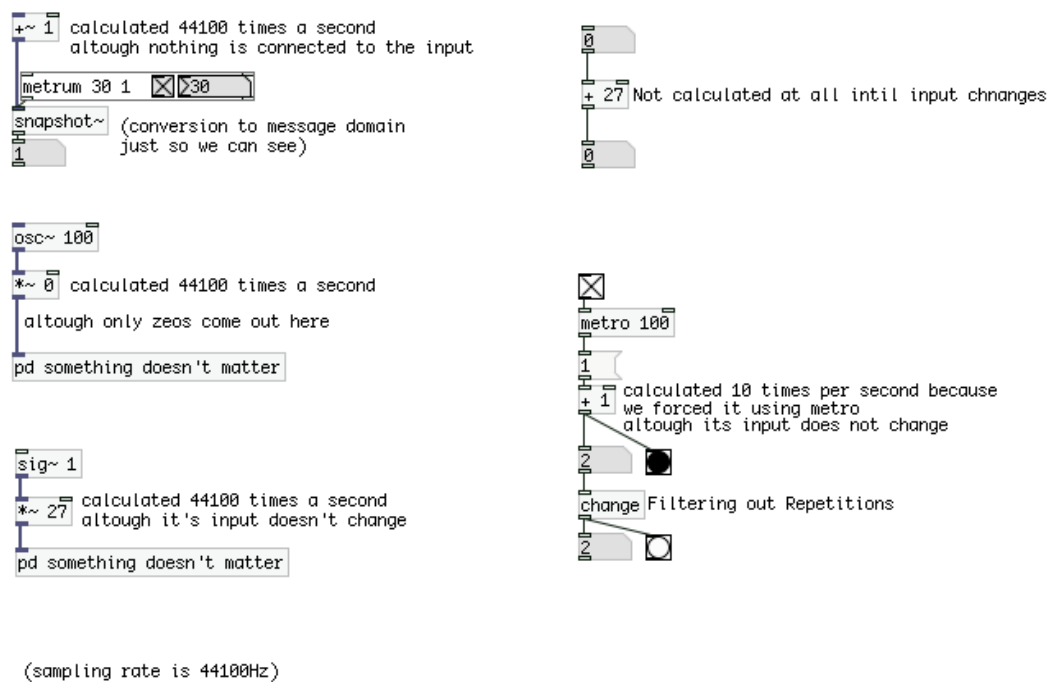 +~ 1
calculated 44100 times a second
altough nothing is connected to the input
metrum 30 1
30
snapshot~
(conversion to message domain
just so we can see)
1
osc~ 100
*~ 0
calculated 44100 times a second
altough only zeos come out here
pd something doesn't matter
sig~ 1
*~ 27
calculated 44100 times a second
altough it's input doesn't change
pd something doesn't matter
(sampling rate is 44100Hz)
0
+ 27
Not calculated at all intil input chnanges
0
metro 100
1
+ 1
calculated 10 times per second because
we forced it using metro
altough its input does not change
2
change
Filtering out Repetitions
2